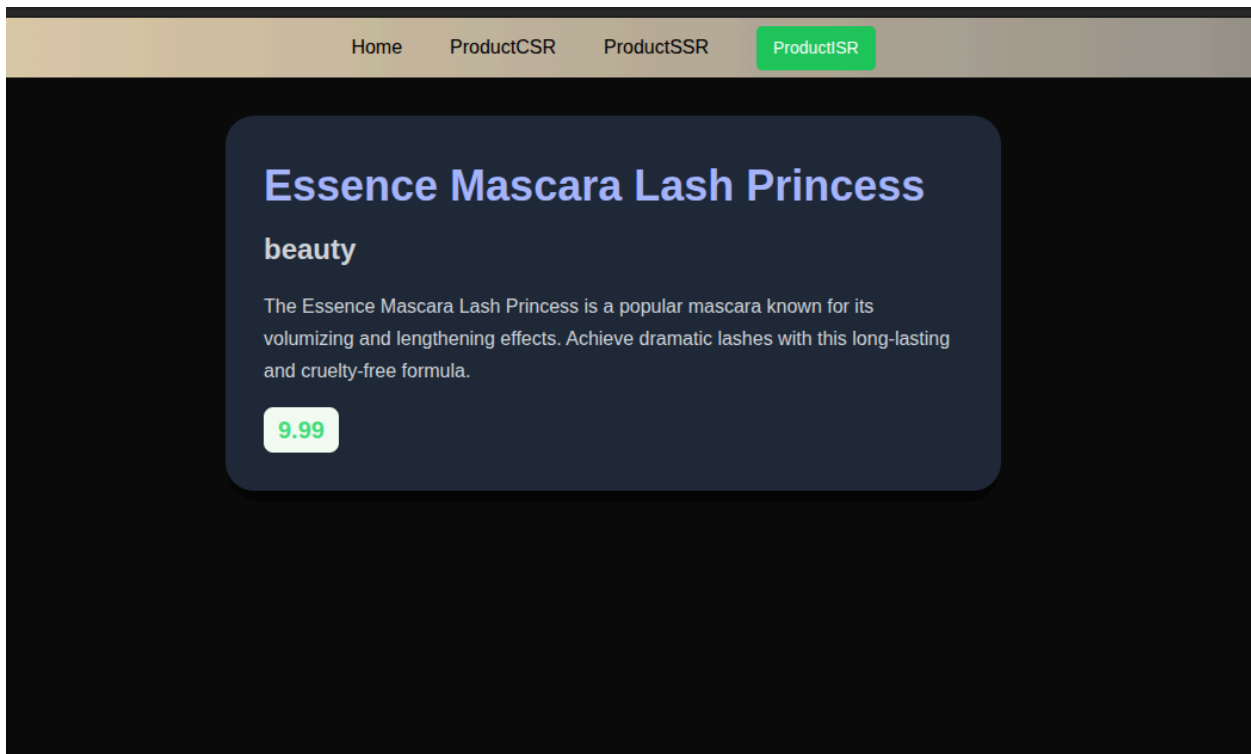 Home ProductCSR ProductSSR ProductISR
Essence Mascara Lash Princess
beauty
The Essence Mascara Lash Princess is a popular mascara known for its
volumizing and lengthening effects. Achieve dramatic lashes with this long-lasting
and cruelty-free formula.
9.99